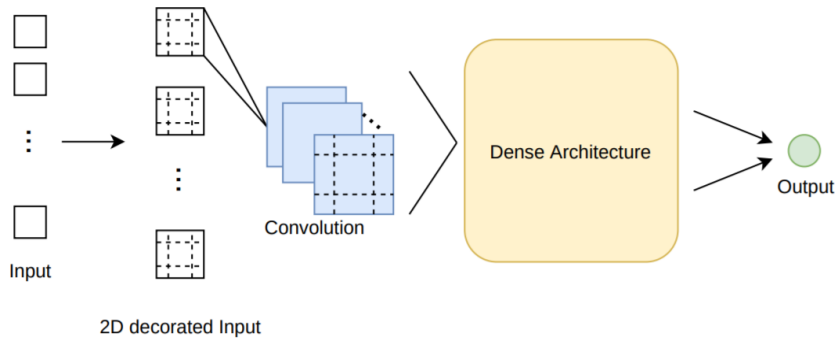 Input
2D decorated Input
Convolution
Dense Architecture
Output